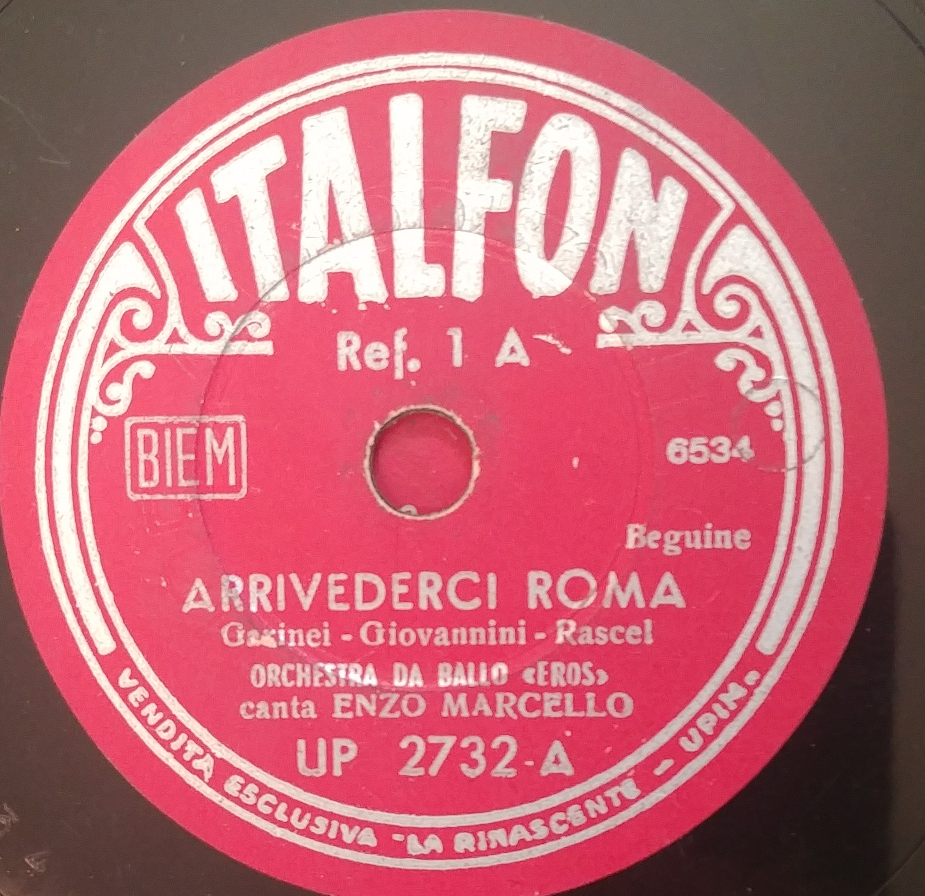 ITALFON
Ref. 1 A
BIEM
6534
Beguine
ARRIVEDERCI ROMA
Garinei - Giovannini - Rascel
ORCHESTRA DA BALLO «EROS»
canta ENZO MARCELLO
UP 2732-A
VENDITA ESCLUSIVA "LA RINASCENTE - UPIM.